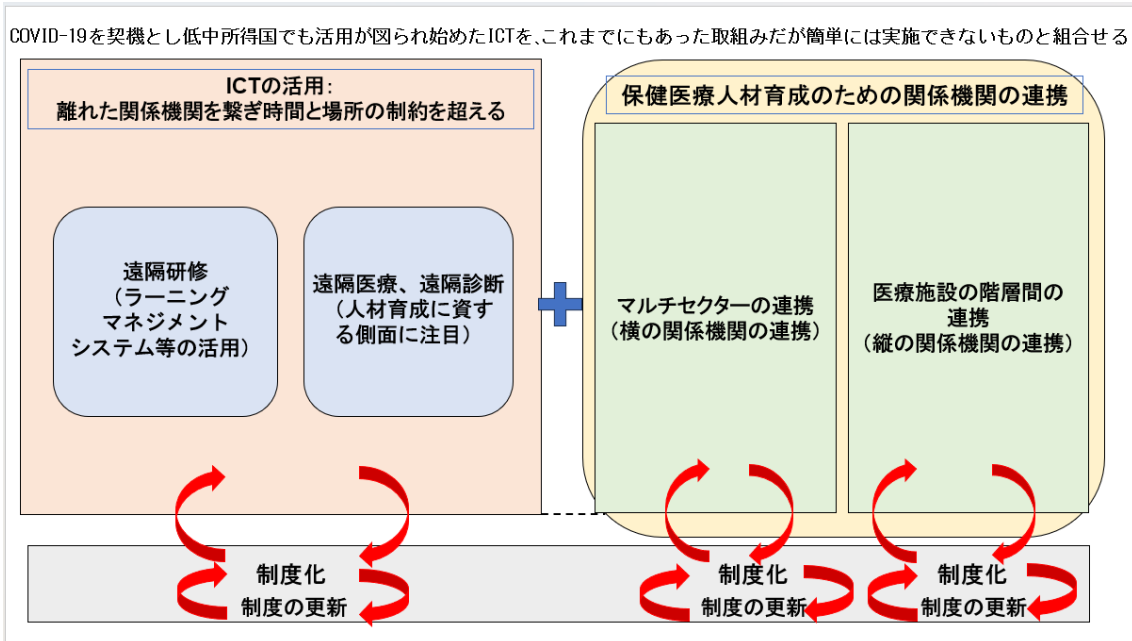 COVID-19を契機とし低中所得国でも活用が図られ始めたICTを、これまでにもあった取組みだが簡単には実施できないものと組合せる
ICTの活用：
離れた関係機関を繋ぎ時間と場所の制約を超える
遠隔研修
（ラーニング
マネジメント
システム等の活用）
遠隔医療、遠隔診断
（人材育成に資す
る側面に注目）
保健医療人材育成のための関係機関の連携
マルチセクターの連携
（横の関係機関の連携）
医療施設の階層間の
連携
（縦の関係機関の連携）
制度化
制度の更新
制度化
制度の更新
制度化
制度の更新